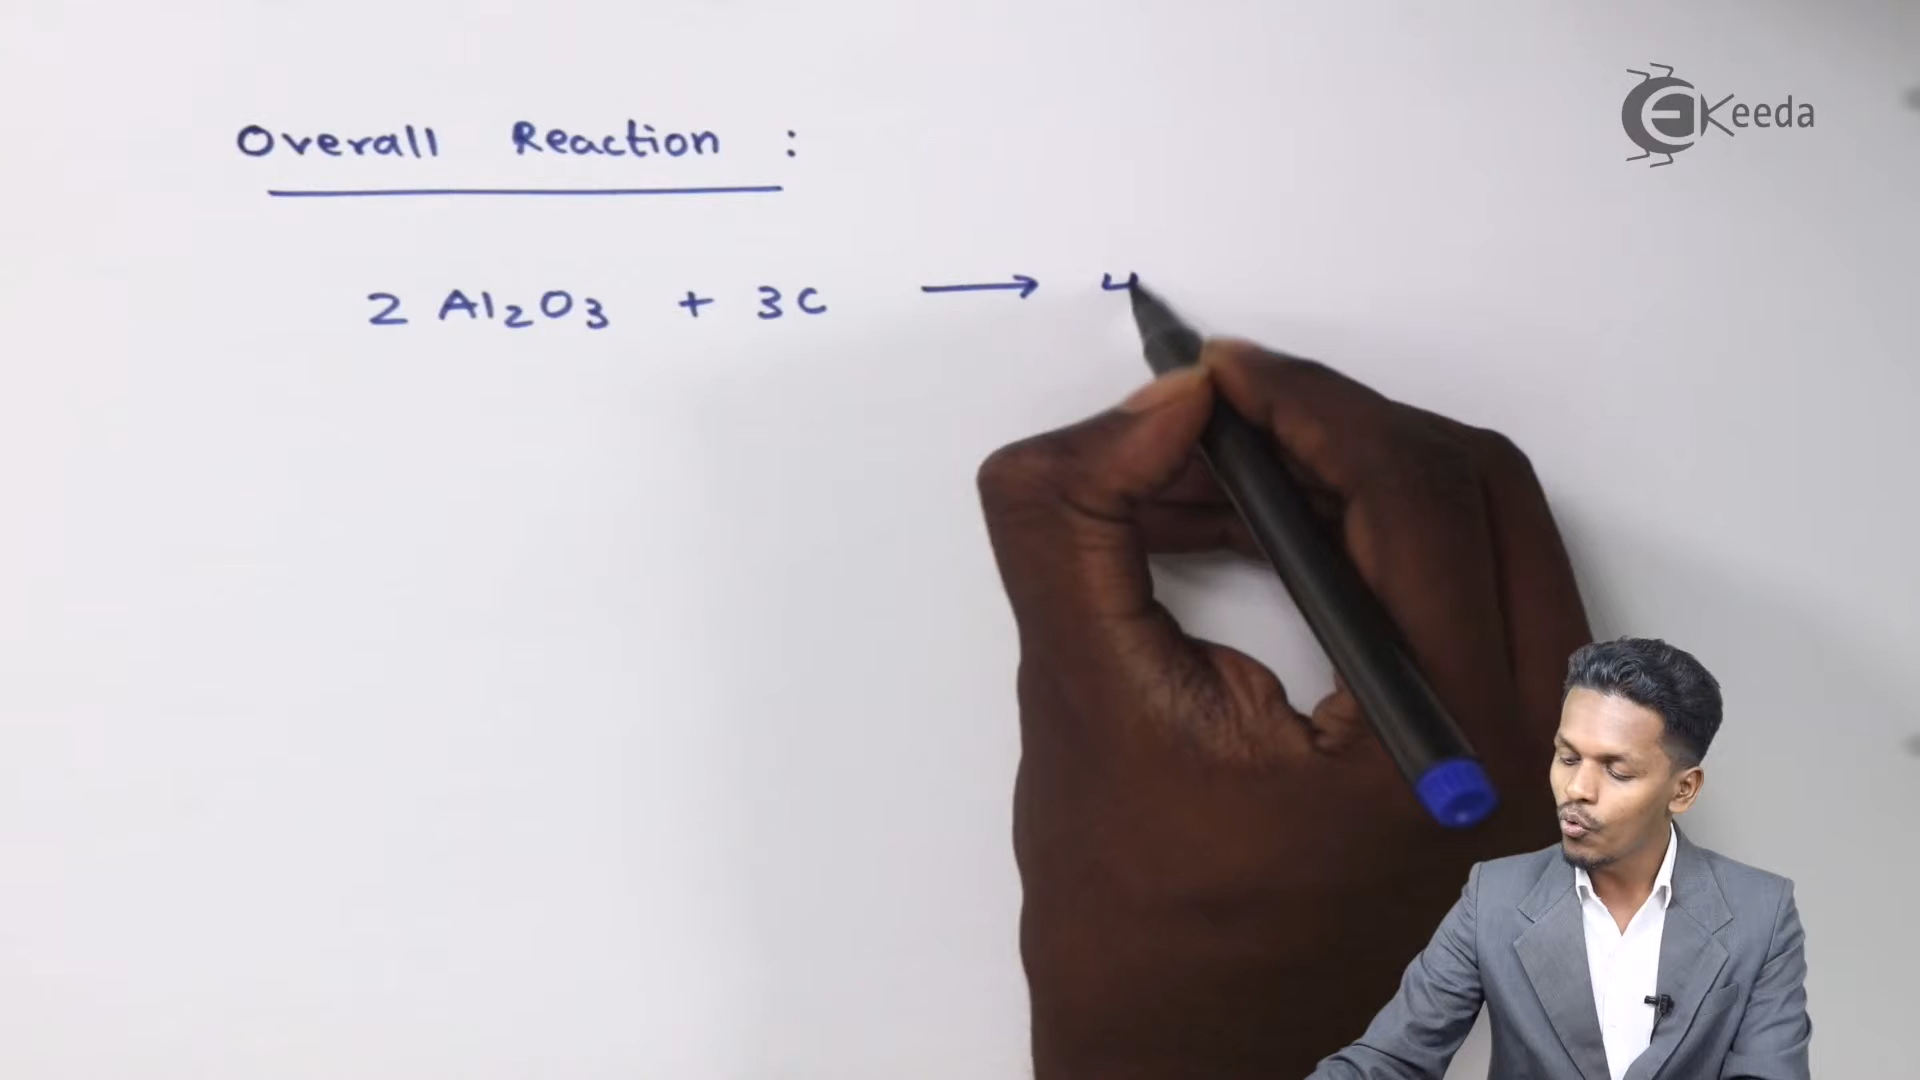 Overall Reaction :
2 Al₂O₃ + 3C ⟶ 4
EKeeda